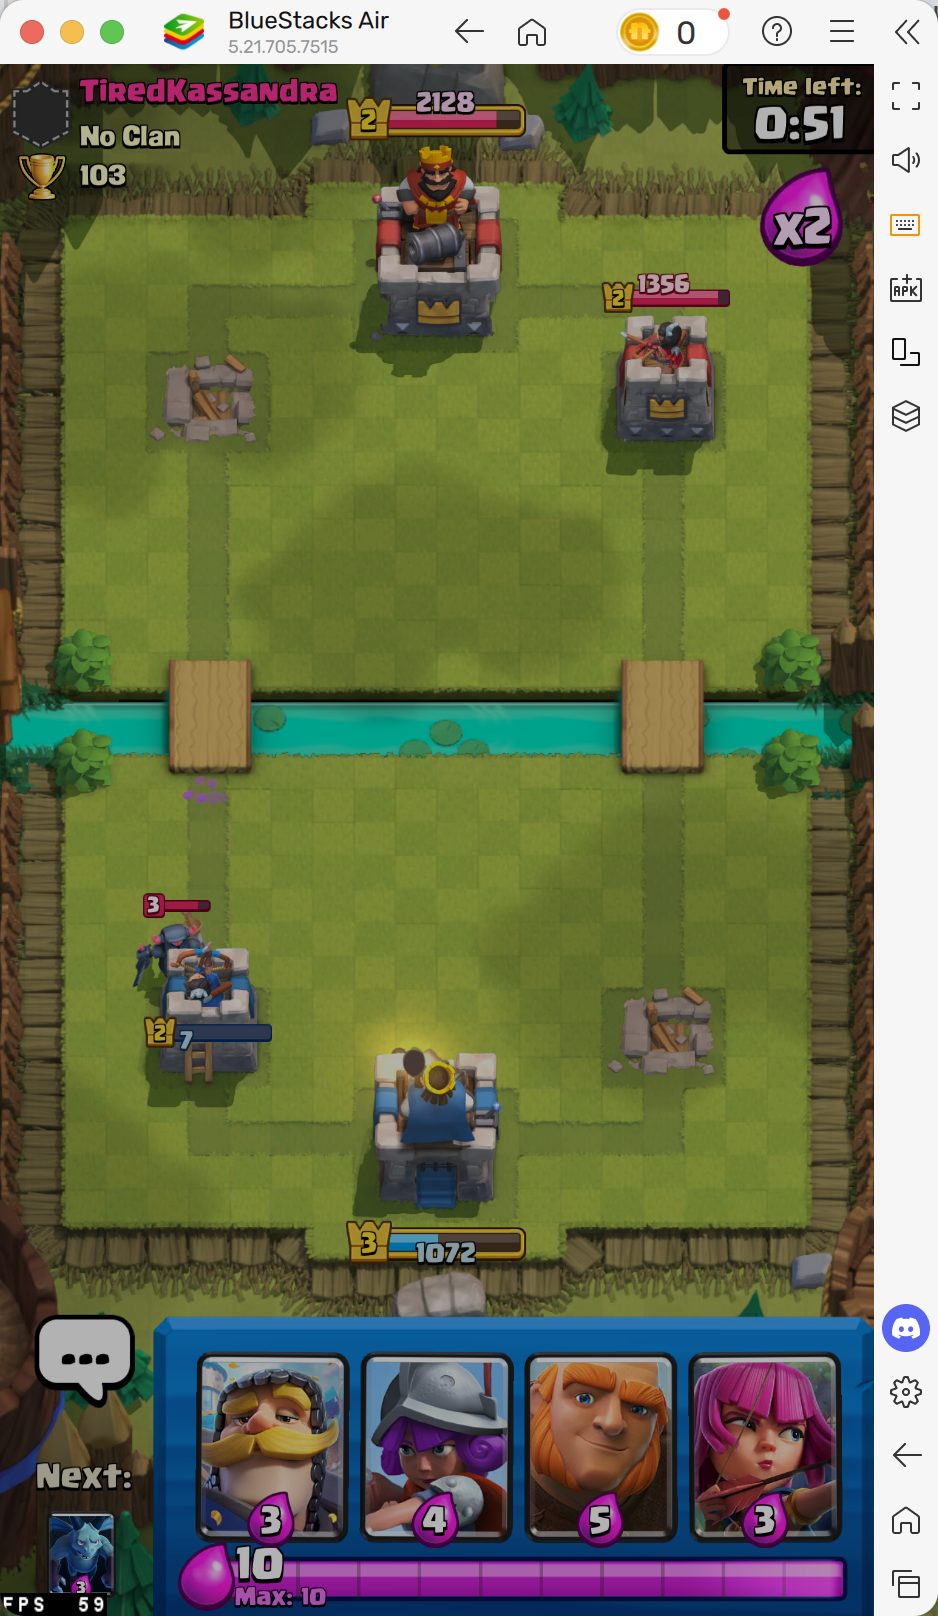 BlueStacks Air
5.21.705.7515
0
TiredKassandra
No Clan
103
2
2128
Time left:
0:51
x2
2
1356
APK
3
2
7
3
1072
...
Next:
3
4
5
3
3
10
Max: 10
FPS 59